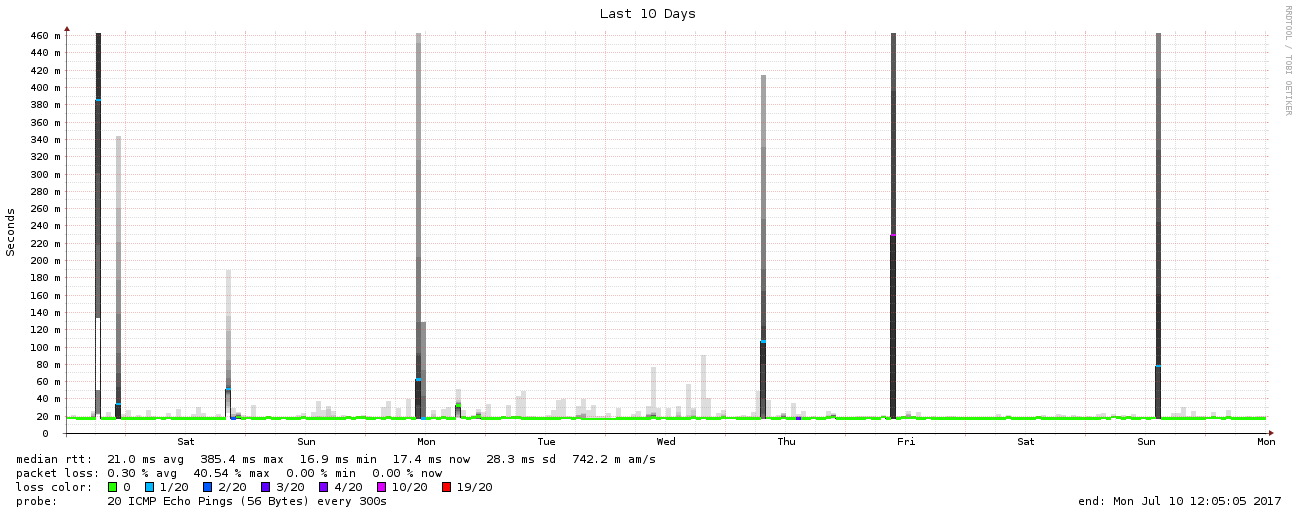 Last 10 Days
RRDTOOL / TOBI OETIKER
Seconds
460 m
440 m
420 m
400 m
380 m
360 m
340 m
320 m
300 m
280 m
260 m
240 m
220 m
200 m
180 m
160 m
140 m
120 m
100 m
80 m
60 m
40 m
20 m
0
Sat Sun Mon Tue Wed Thu Fri Sat Sun Mon
median rtt: 21.0 ms avg 385.4 ms max 16.9 ms min 17.4 ms now 28.3 ms sd 742.2 m am/s
packet loss: 0.30 % avg 40.54 % max 0.00 % min 0.00 % now
loss color: 0 1/20 2/20 3/20 4/20 10/20 19/20
probe: 20 ICMP Echo Pings (56 Bytes) every 300s end: Mon Jul 10 12:05:05 2017